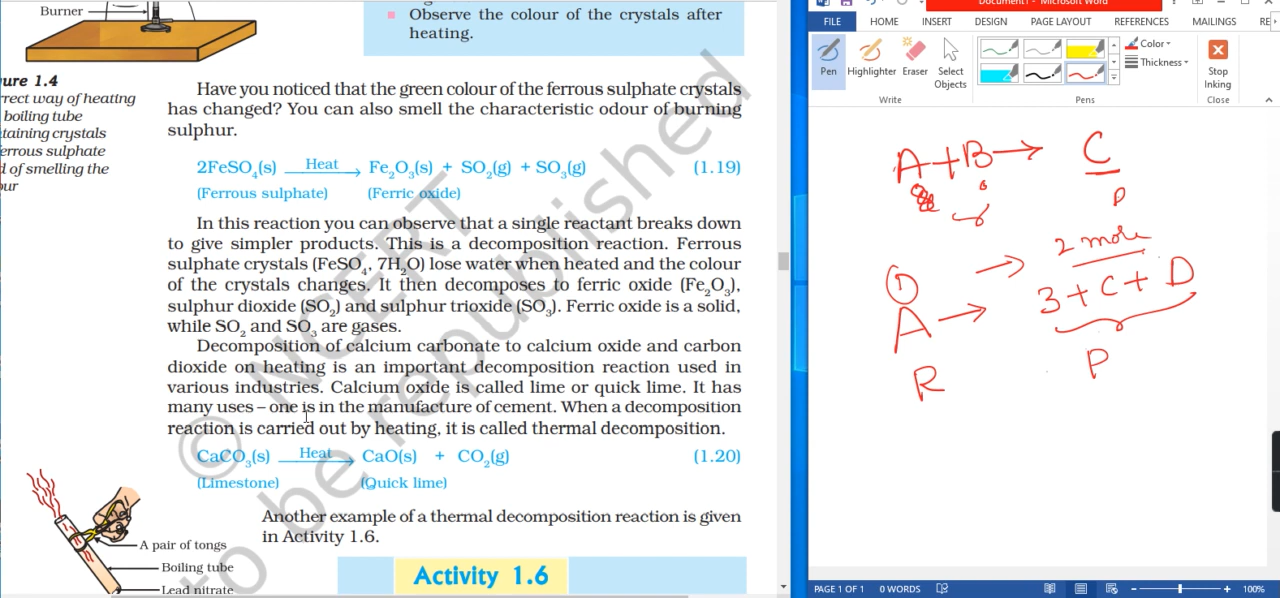 Burner
Observe the colour of the crystals after
heating.
ure 1.4
rrect way of heating
boiling tube
taining crystals
errous sulphate
d of smelling the
our
Have you noticed that the green colour of the ferrous sulphate crystals
has changed? You can also smell the characteristic odour of burning
sulphur.
2FeSO₄(s) Heat → Fe₂O₃(s) + SO₂(g) + SO₃(g) (1.19)
(Ferrous sulphate) (Ferric oxide)
In this reaction you can observe that a single reactant breaks down
to give simpler products. This is a decomposition reaction. Ferrous
sulphate crystals (FeSO₄, 7H₂O) lose water when heated and the colour
of the crystals changes. It then decomposes to ferric oxide (Fe₂O₃),
sulphur dioxide (SO₂) and sulphur trioxide (SO₃). Ferric oxide is a solid,
while SO₂ and SO₃ are gases.
Decomposition of calcium carbonate to calcium oxide and carbon
dioxide on heating is an important decomposition reaction used in
various industries. Calcium oxide is called lime or quick lime. It has
many uses – one is in the manufacture of cement. When a decomposition
reaction is carried out by heating, it is called thermal decomposition.
CaCO₃(s) Heat → CaO(s) + CO₂(g) (1.20)
(Limestone) (Quick lime)
Another example of a thermal decomposition reaction is given
in Activity 1.6.
A pair of tongs
Boiling tube
Lead nitrate
Activity 1.6
© NCERT
to be republished
Document1 - Microsoft Word
FILE HOME INSERT DESIGN PAGE LAYOUT REFERENCES MAILINGS RE
Pen Highlighter Eraser Select Objects
Color
Thickness
Stop Inking
Write Pens Close
A+B → C
P
2 more
1 →
A → 3 + C + D
R P
PAGE 1 OF 1 0 WORDS 100%